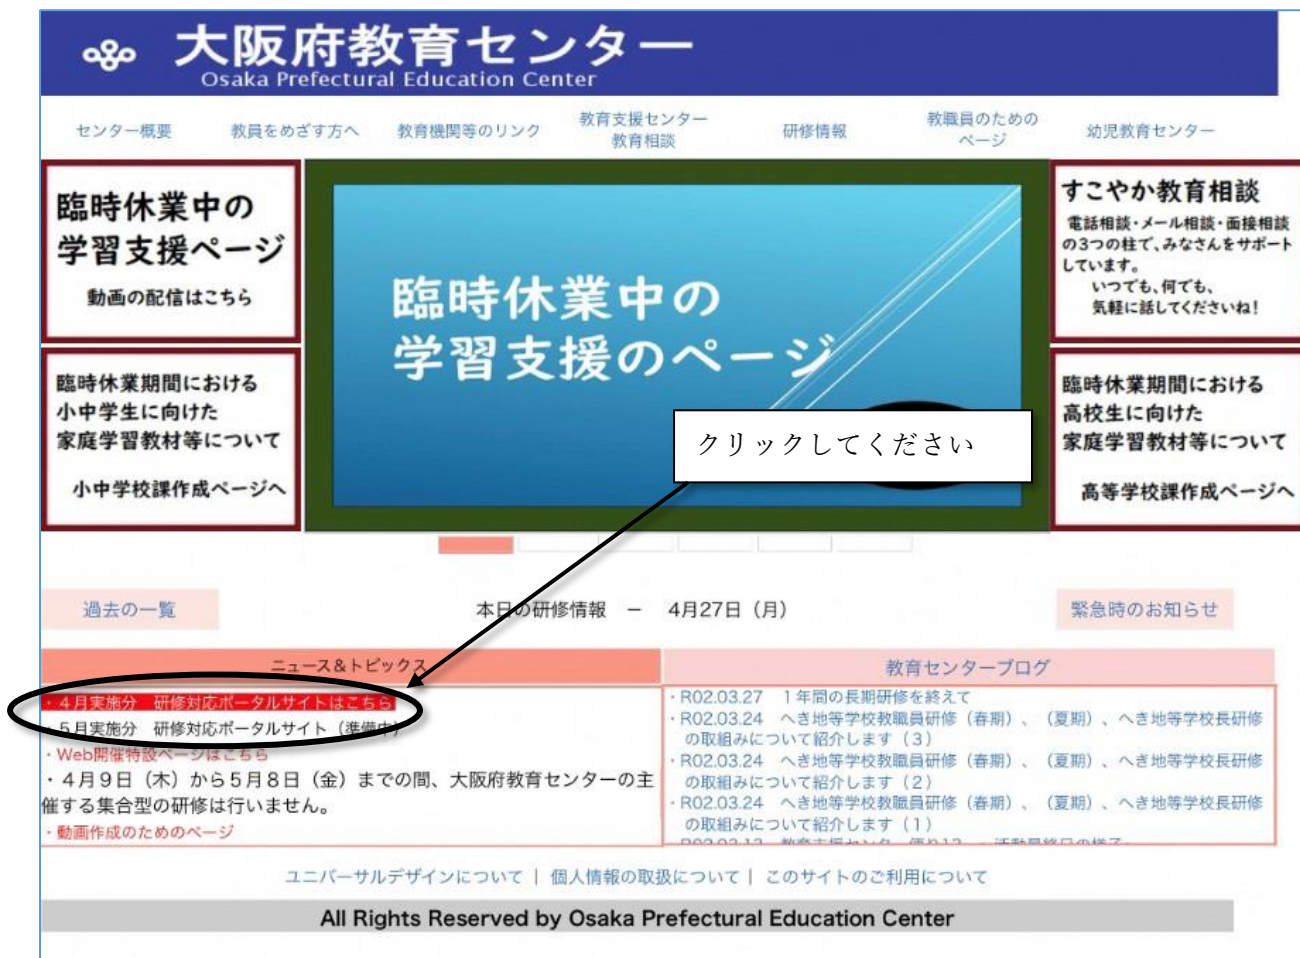 大阪府教育センター
Osaka Prefectural Education Center
センター概要
教員をめざす方へ
教育機関等のリンク
教育支援センター
教育相談
研修情報
教職員のための
ページ
幼児教育センター
臨時休業中の
学習支援ページ
動画の配信はこちら
臨時休業期間における
小中学生に向けた
家庭学習教材等について
小中学校課作成ページへ
臨時休業中の
学習支援のページ
すこやか教育相談
電話相談・メール相談・面接相談
の3つの柱で、みなさんをサポート
しています。
いつでも、何でも、
気軽に話してくださいね！
臨時休業期間における
高校生に向けた
家庭学習教材等について
高等学校課作成ページへ
クリックしてください
過去の一覧
本日の研修情報 － 4月27日（月）
緊急時のお知らせ
ニュース＆トピックス
・４月実施分　研修対応ポータルサイトはこちら
・５月実施分　研修対応ポータルサイト（準備中）
・Web開催特設ページはこちら
・４月９日（木）から５月８日（金）までの間、大阪府教育センターの主
催する集合型の研修は行いません。
・動画作成のためのページ
教育センターブログ
・R02.03.27　１年間の長期研修を終えて
・R02.03.24　へき地等学校教職員研修（春期）、（夏期）、へき地等学校長研修
の取組みについて紹介します（３）
・R02.03.24　へき地等学校教職員研修（春期）、（夏期）、へき地等学校長研修
の取組みについて紹介します（２）
・R02.03.24　へき地等学校教職員研修（春期）、（夏期）、へき地等学校長研修
の取組みについて紹介します（１）
ユニバーサルデザインについて | 個人情報の取扱について | このサイトのご利用について
All Rights Reserved by Osaka Prefectural Education Center